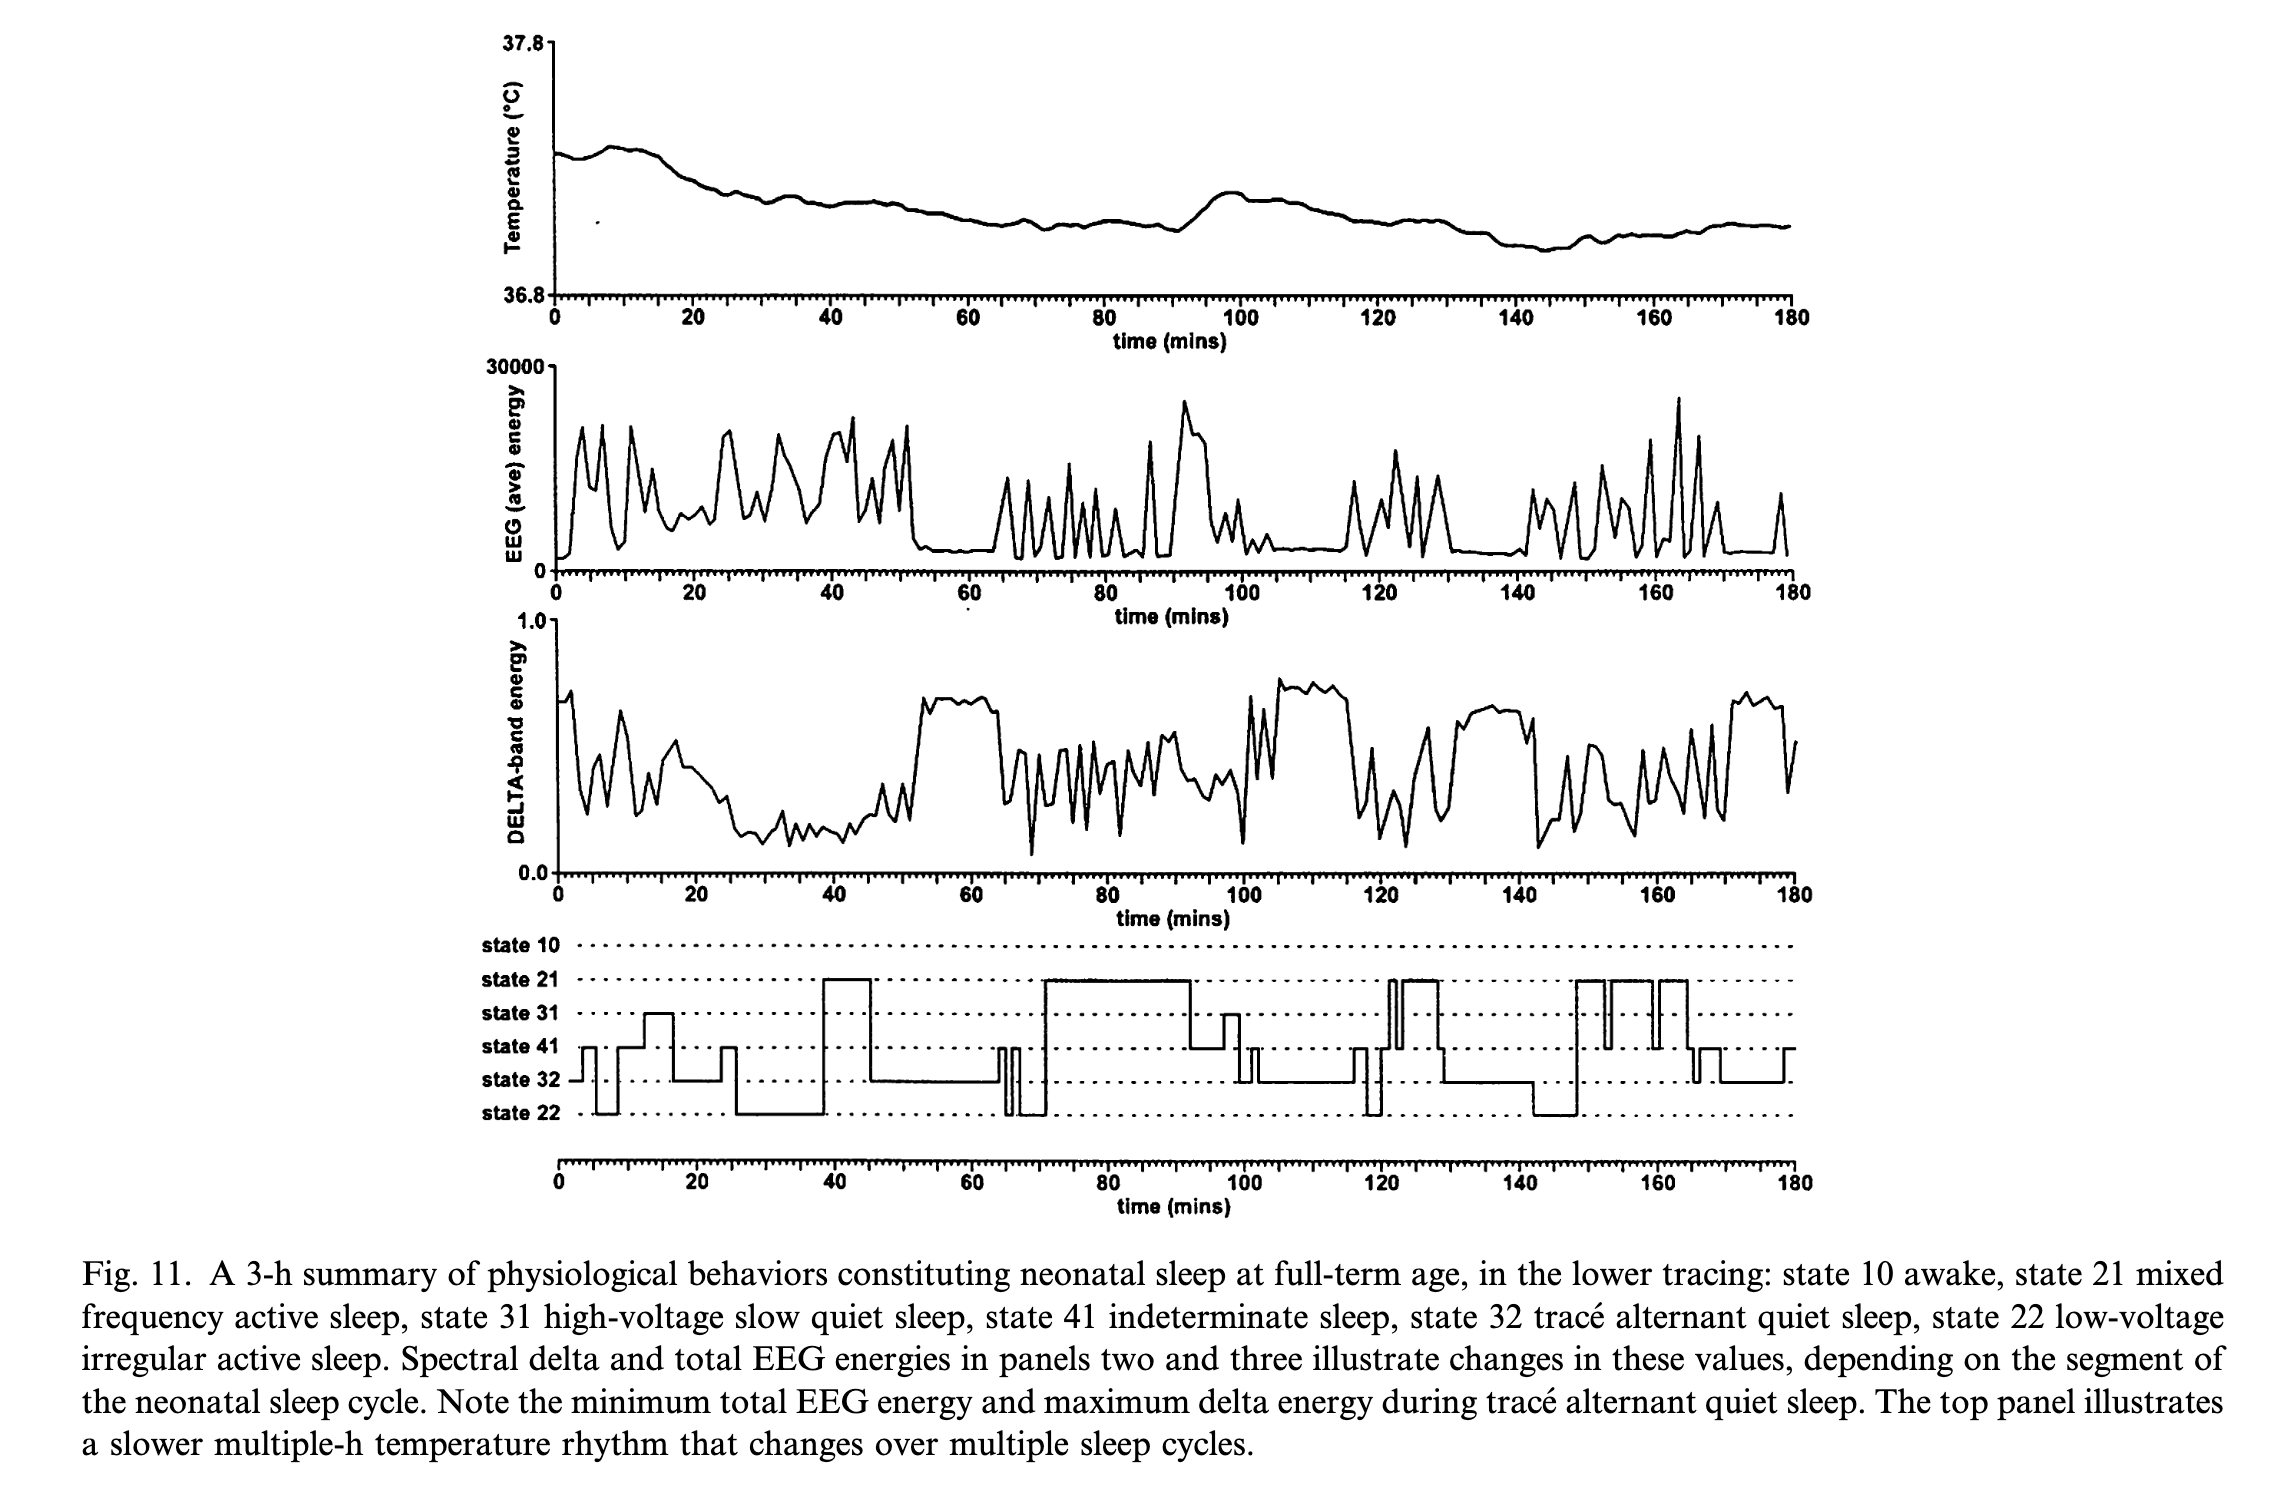 37.8
Temperature (°C)
36.8
0 20 40 60 80 100 120 140 160 180
time (mins)
30000
EEG (ave) energy
0
0 20 40 60 80 100 120 140 160 180
time (mins)
1.0
DELTA-band energy
0.0
0 20 40 60 80 100 120 140 160 180
time (mins)
state 10
state 21
state 31
state 41
state 32
state 22
0 20 40 60 80 100 120 140 160 180
time (mins)
Fig. 11. A 3-h summary of physiological behaviors constituting neonatal sleep at full-term age, in the lower tracing: state 10 awake, state 21 mixed
frequency active sleep, state 31 high-voltage slow quiet sleep, state 41 indeterminate sleep, state 32 tracé alternant quiet sleep, state 22 low-voltage
irregular active sleep. Spectral delta and total EEG energies in panels two and three illustrate changes in these values, depending on the segment of
the neonatal sleep cycle. Note the minimum total EEG energy and maximum delta energy during tracé alternant quiet sleep. The top panel illustrates
a slower multiple-h temperature rhythm that changes over multiple sleep cycles.